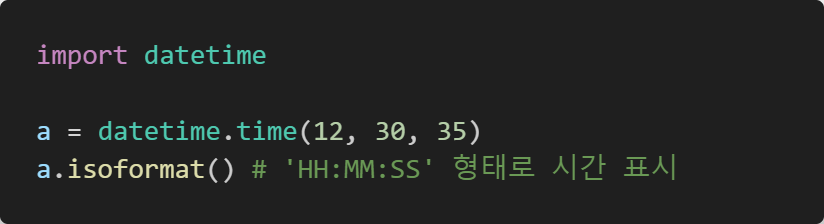 import datetime
a = datetime.time(12, 30, 35)
a.isoformat() # 'HH:MM:SS' 형태로 시간 표시